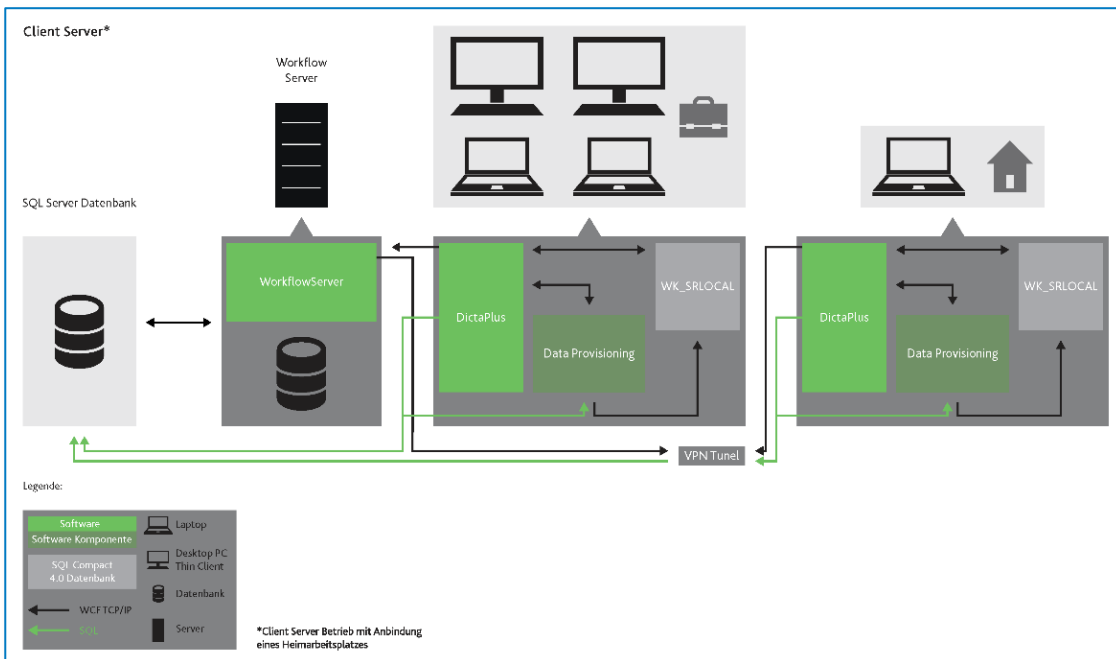 Client Server*
Workflow
Server
SQL Server Datenbank
WorkflowServer
DictaPlus
WK_SRLOCAL
Data Provisioning
DictaPlus
WK_SRLOCAL
Data Provisioning
VPN Tunel
Legende:
Software
Software Komponente
SQL Compact
4.0 Datenbank
WCF TCP/IP
SQL
Laptop
Desktop PC
Thin Client
Datenbank
Server
*Client Server Betrieb mit Anbindung
eines Heimarbeitsplatzes